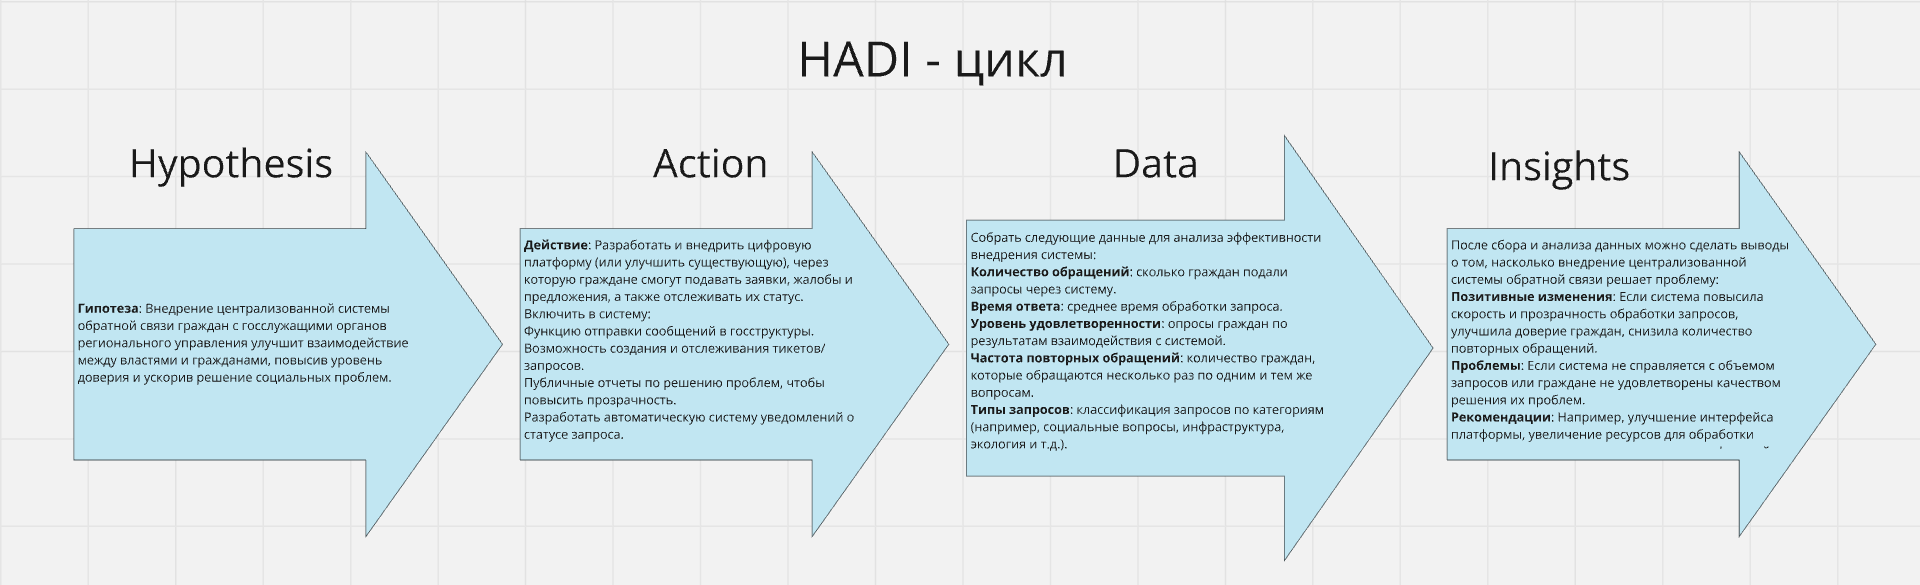 HADI - цикл
Hypothesis
Гипотеза: Внедрение централизованной системы
обратной связи граждан с госслужащими органов
регионального управления улучшит взаимодействие
между властями и гражданами, повысив уровень
доверия и ускорив решение социальных проблем.
Action
Действие: Разработать и внедрить цифровую
платформу (или улучшить существующую), через
которую граждане смогут подавать заявки, жалобы и
предложения, а также отслеживать их статус.
Включить в систему:
Функцию отправки сообщений в госструктуры.
Возможность создания и отслеживания тикетов/
запросов.
Публичные отчеты по решению проблем, чтобы
повысить прозрачность.
Разработать автоматическую систему уведомлений о
статусе запроса.
Data
Собрать следующие данные для анализа эффективности
внедрения системы:
Количество обращений: сколько граждан подали
запросы через систему.
Время ответа: среднее время обработки запроса.
Уровень удовлетворенности: опросы граждан по
результатам взаимодействия с системой.
Частота повторных обращений: количество граждан,
которые обращаются несколько раз по одним и тем же
вопросам.
Типы запросов: классификация запросов по категориям
(например, социальные вопросы, инфраструктура,
экология и т.д.).
Insights
После сбора и анализа данных можно сделать выводы
о том, насколько внедрение централизованной
системы обратной связи решает проблему:
Позитивные изменения: Если система повысила
скорость и прозрачность обработки запросов,
улучшила доверие граждан, снизила количество
повторных обращений.
Проблемы: Если система не справляется с объемом
запросов или граждане не удовлетворены качеством
решения их проблем.
Рекомендации: Например, улучшение интерфейса
платформы, увеличение ресурсов для обработки